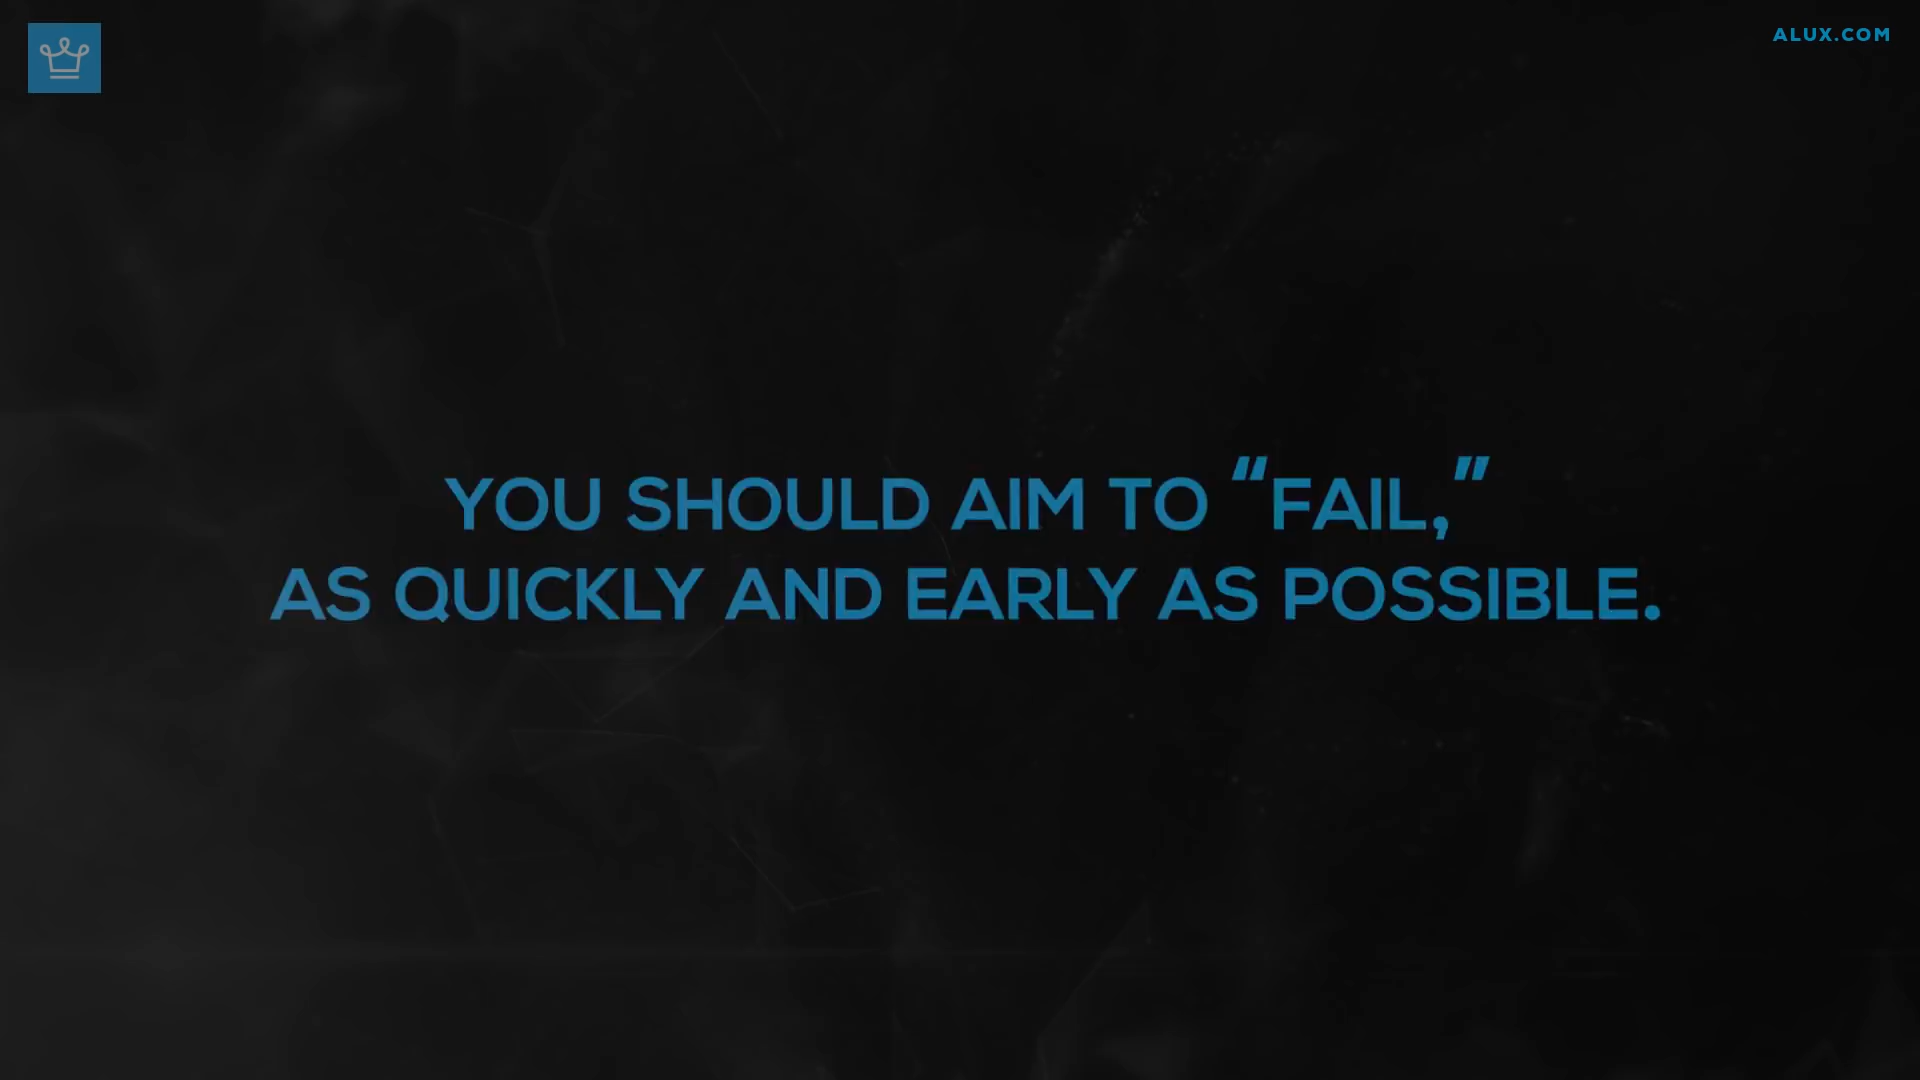 ALUX.COM
YOU SHOULD AIM TO “FAIL,”
AS QUICKLY AND EARLY AS POSSIBLE.